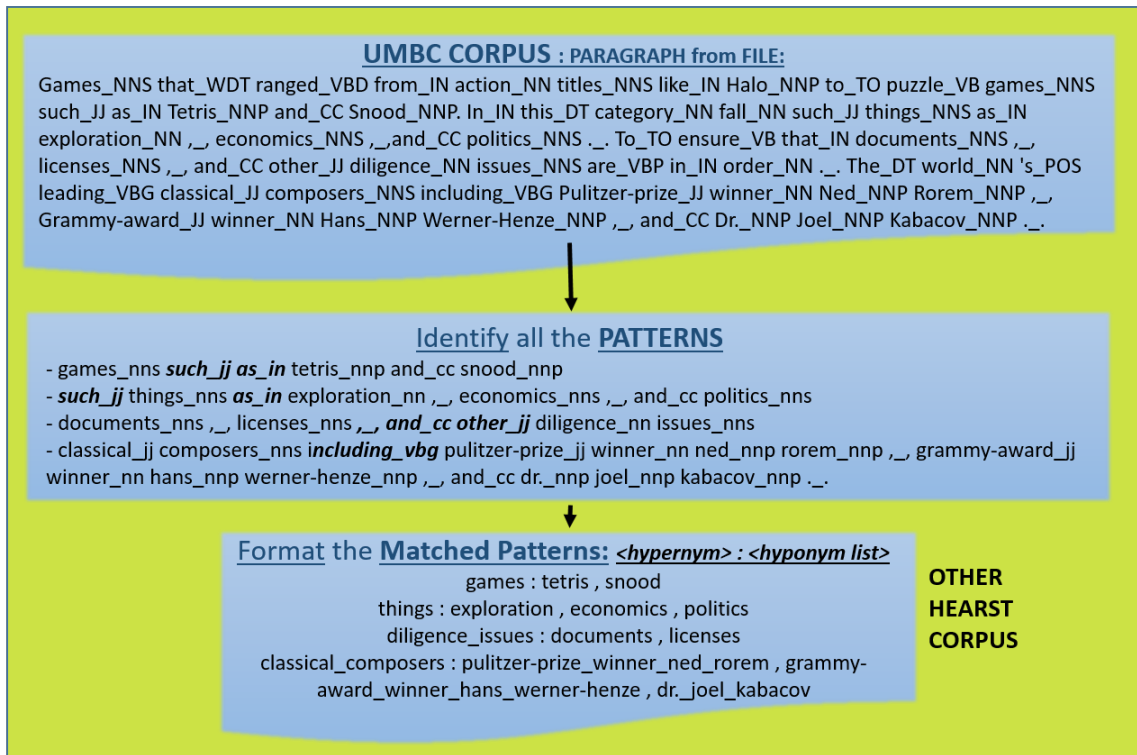 UMBC CORPUS : PARAGRAPH from FILE:
Games_NNS that_WDT ranged_VBD from_IN action_NN titles_NNS like_IN Halo_NNP to_TO puzzle_VB games_NNS
such_JJ as_IN Tetris_NNP and_CC Snood_NNP. In_IN this_DT category_NN fall_NN such_JJ things_NNS as_IN
exploration_NN ,_, economics_NNS ,_,and_CC politics_NNS ._. To_TO ensure_VB that_IN documents_NNS ,_,
licenses_NNS ,_, and_CC other_JJ diligence_NN issues_NNS are_VBP in_IN order_NN ._. The_DT world_NN 's_POS
leading_VBG classical_JJ composers_NNS including_VBG Pulitzer-prize_JJ winner_NN Ned_NNP Rorem_NNP ,_,
Grammy-award_JJ winner_NN Hans_NNP Werner-Henze_NNP ,_, and_CC Dr._NNP Joel_NNP Kabacov_NNP ._.
Identify all the PATTERNS
- games_nns such_jj as_in tetris_nnp and_cc snood_nnp
- such_jj things_nns as_in exploration_nn ,_, economics_nns ,_, and_cc politics_nns
- documents_nns ,_, licenses_nns ,_, and_cc other_jj diligence_nn issues_nns
- classical_jj composers_nns including_vbg pulitzer-prize_jj winner_nn ned_nnp rorem_nnp ,_, grammy-award_jj
winner_nn hans_nnp werner-henze_nnp ,_, and_cc dr._nnp joel_nnp kabacov_nnp ._.
Format the Matched Patterns: <hypernym> : <hyponym list>
games : tetris , snood
things : exploration , economics , politics
diligence_issues : documents , licenses
classical_composers : pulitzer-prize_winner_ned_rorem , grammy-
award_winner_hans_werner-henze , dr._joel_kabacov
OTHER
HEARST
CORPUS